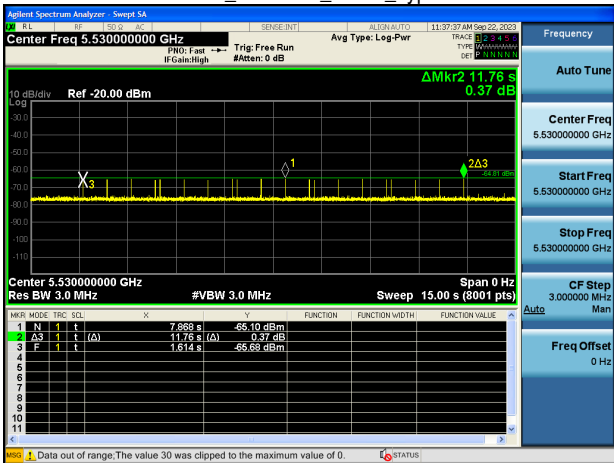 Agilent Spectrum Analyzer - Swept SA
RL RF 50 Ω AC SENSE:INT ALIGN AUTO 11:37:37 AM Sep 22, 2023
Center Freq 5.530000000 GHz
PNO: Fast
IFGain:High
Trig: Free Run
#Atten: 0 dB
Avg Type: Log-Pwr
TRACE 1 2 3 4 5 6
TYPE WWWWWW
DET P N N N N N
ΔMkr2 11.76 s
0.37 dB
10 dB/div Ref -20.00 dBm
Log
-30.0
-40.0
-50.0
-60.0
-70.0
-80.0
-90.0
-100
-110
3
1
2Δ3
-64.01 dBm
Center 5.530000000 GHz Span 0 Hz
Res BW 3.0 MHz #VBW 3.0 MHz Sweep 15.00 s (8001 pts)
MKR MODE TRC SCL X Y FUNCTION FUNCTION WIDTH FUNCTION VALUE
1 N 1 t 7.868 s -65.10 dBm
2 Δ3 1 t (Δ) 11.76 s (Δ) 0.37 dB
3 F 1 t 1.614 s -65.68 dBm
4
5
6
7
8
9
10
11
MSG Data out of range;The value 30 was clipped to the maximum value of 0. STATUS
Frequency
Auto Tune
Center Freq
5.530000000 GHz
Start Freq
5.530000000 GHz
Stop Freq
5.530000000 GHz
CF Step
3.000000 MHz
Auto Man
Freq Offset
0 Hz